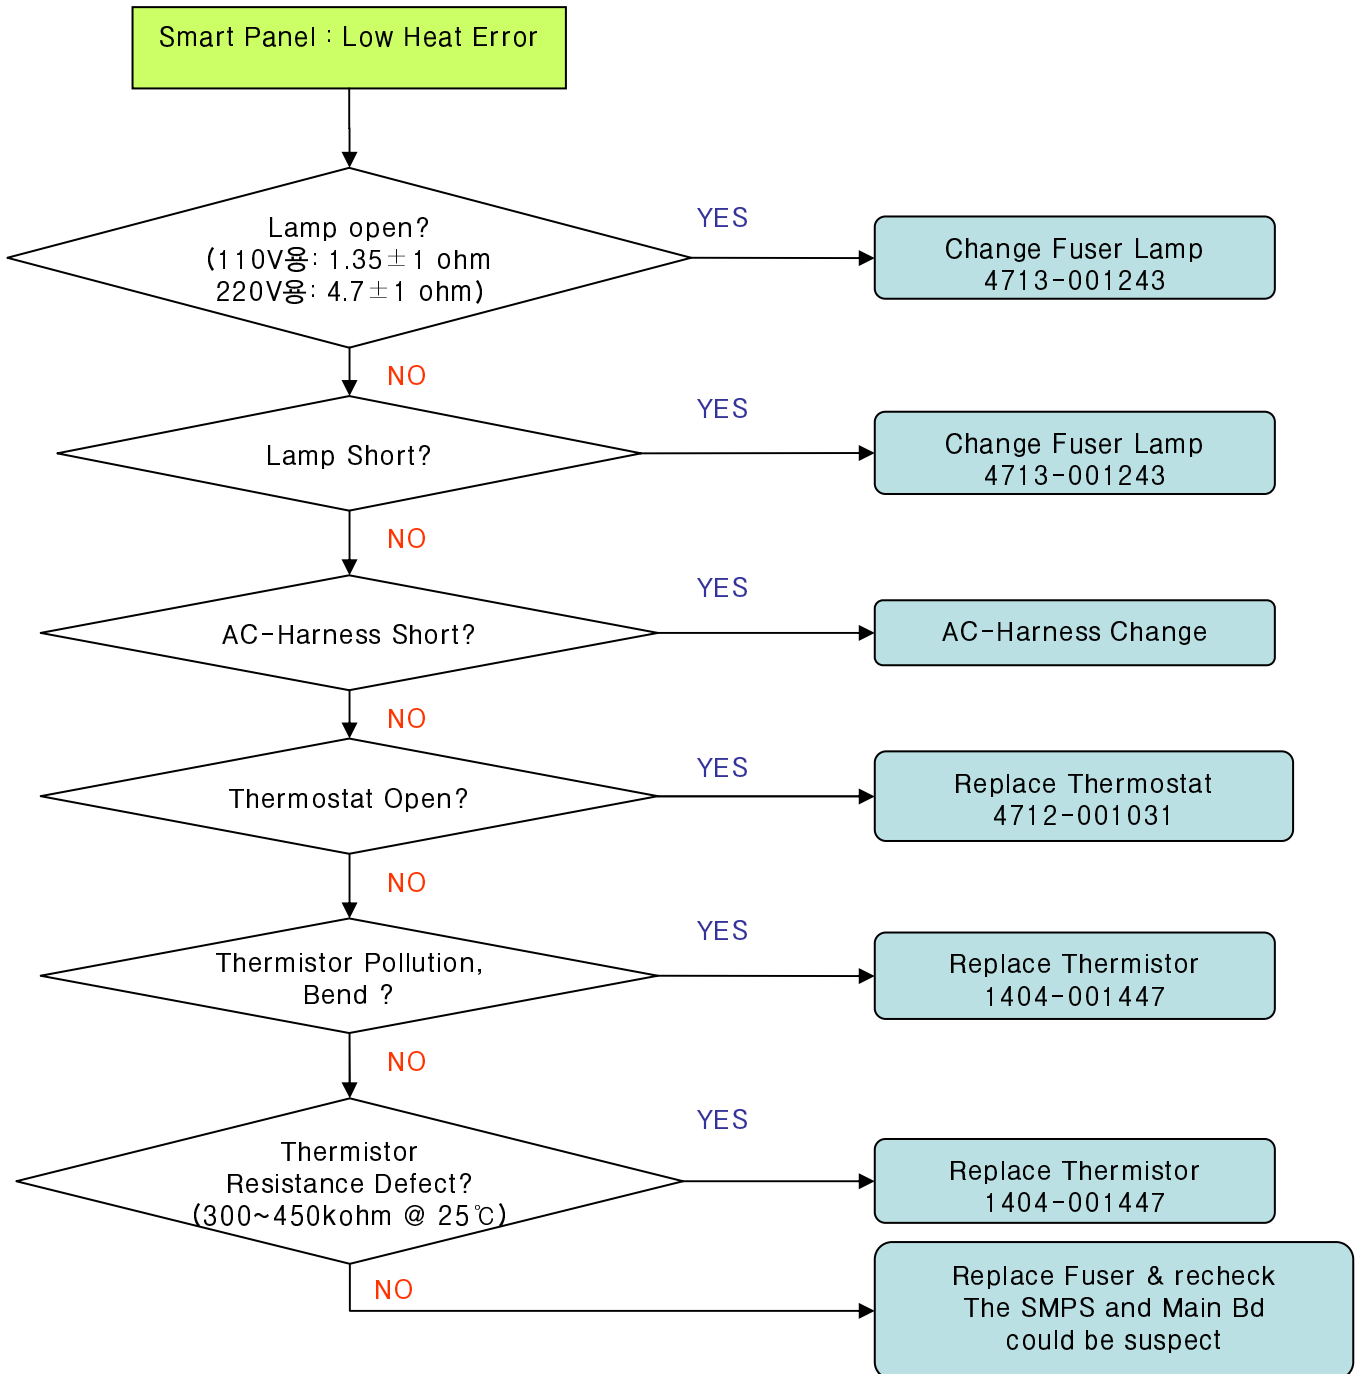 Smart Panel : Low Heat Error
Lamp open?
(110V용: 1.35±1 ohm
220V용: 4.7±1 ohm)
YES
Change Fuser Lamp
4713-001243
NO
Lamp Short?
YES
Change Fuser Lamp
4713-001243
NO
AC-Harness Short?
YES
AC-Harness Change
NO
Thermostat Open?
YES
Replace Thermostat
4712-001031
NO
Thermistor Pollution,
Bend ?
YES
Replace Thermistor
1404-001447
NO
Thermistor
Resistance Defect?
(300~450kohm @ 25℃)
YES
Replace Thermistor
1404-001447
NO
Replace Fuser & recheck
The SMPS and Main Bd
could be suspect